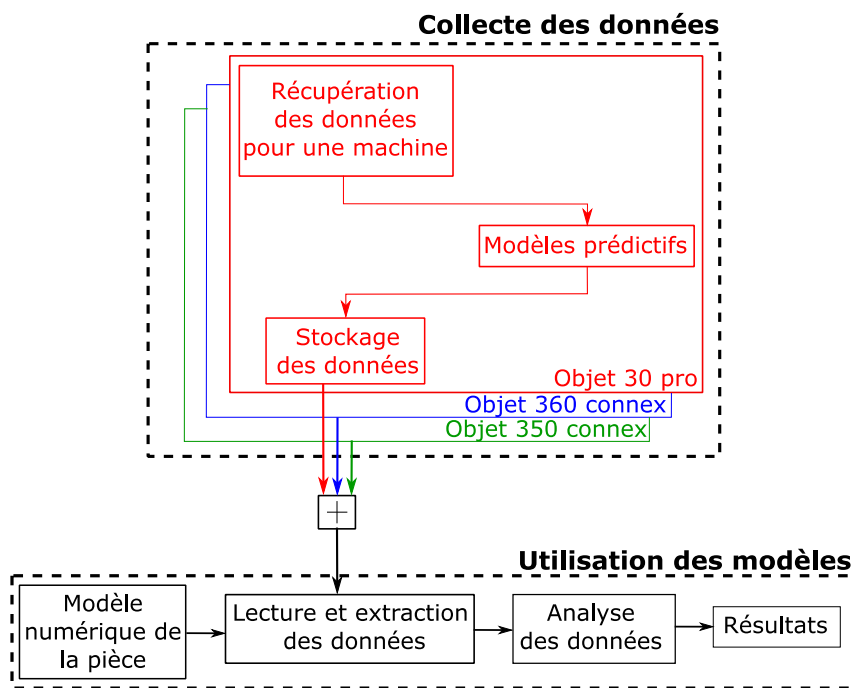 Collecte des données
Récupération
des données
pour une machine
Modèles prédictifs
Stockage
des données
Objet 30 pro
Objet 360 connex
Objet 350 connex
+
Utilisation des modèles
Modèle
numérique de
la pièce
Lecture et extraction
des données
Analyse
des données
Résultats